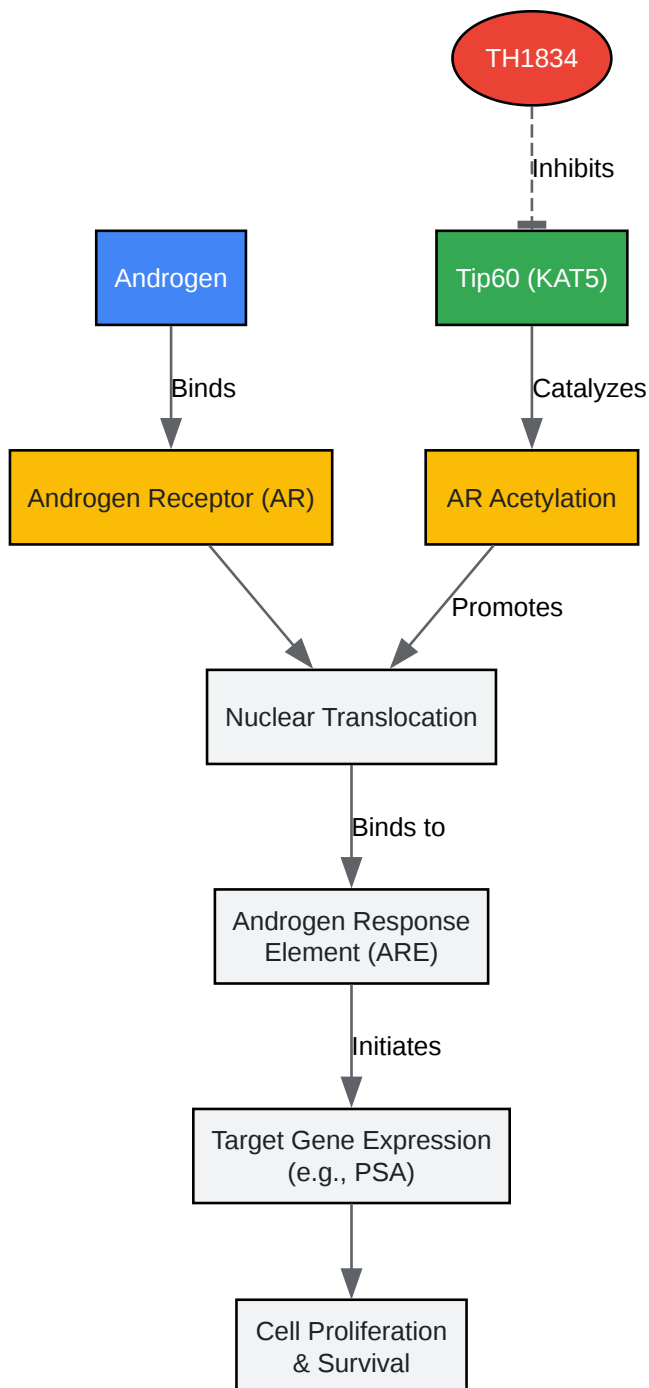 TH1834
Inhibits
Androgen
Tip60 (KAT5)
Binds
Catalyzes
Androgen Receptor (AR)
AR Acetylation
Promotes
Nuclear Translocation
Binds to
Androgen Response
Element (ARE)
Initiates
Target Gene Expression
(e.g., PSA)
Cell Proliferation
& Survival